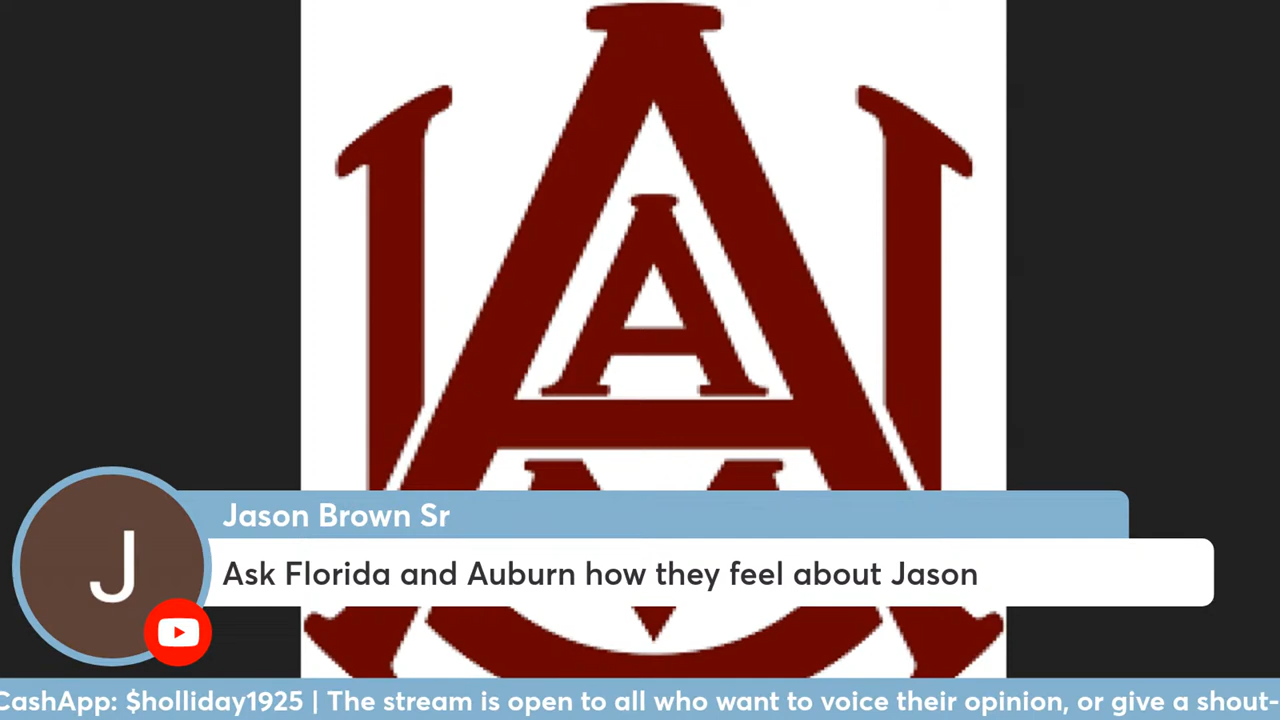 A
A
J
Jason Brown Sr
Ask Florida and Auburn how they feel about Jason
CashApp: $holliday1925 | The stream is open to all who want to voice their opinion, or give a shout-